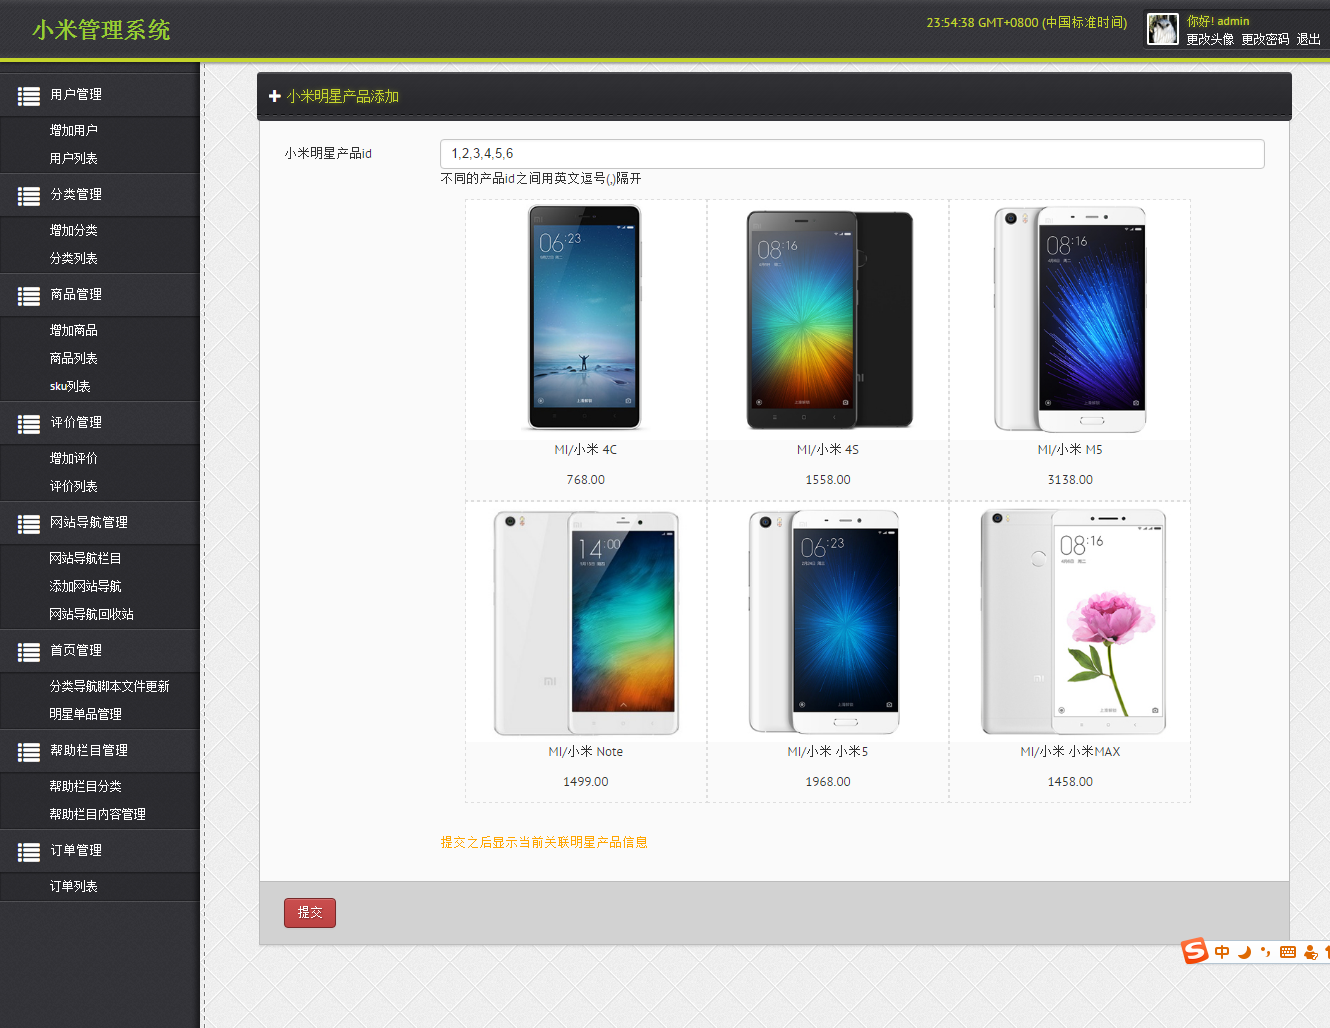 小米管理系统
23:54:38 GMT+0800 (中国标准时间)
你好! admin
更改头像 更改密码 退出
用户管理
增加用户
用户列表
分类管理
增加分类
分类列表
商品管理
增加商品
商品列表
sku列表
评价管理
增加评价
评价列表
网站导航管理
网站导航栏目
添加网站导航
网站导航回收站
首页管理
分类导航脚本文件更新
明星单品管理
帮助栏目管理
帮助栏目分类
帮助栏目内容管理
订单管理
订单列表
小米明星产品添加
小米明星产品id
1,2,3,4,5,6
不同的产品id之间用英文逗号(,)隔开
06:23
08:16
08:16
MI/小米 4C
MI/小米 4S
MI/小米 M5
768.00
1558.00
3138.00
14:00
06:23
08:16
MI/小米 Note
MI/小米 小米5
MI/小米 小米MAX
1499.00
1968.00
1458.00
提交之后显示当前关联明星产品信息
提交
S 中